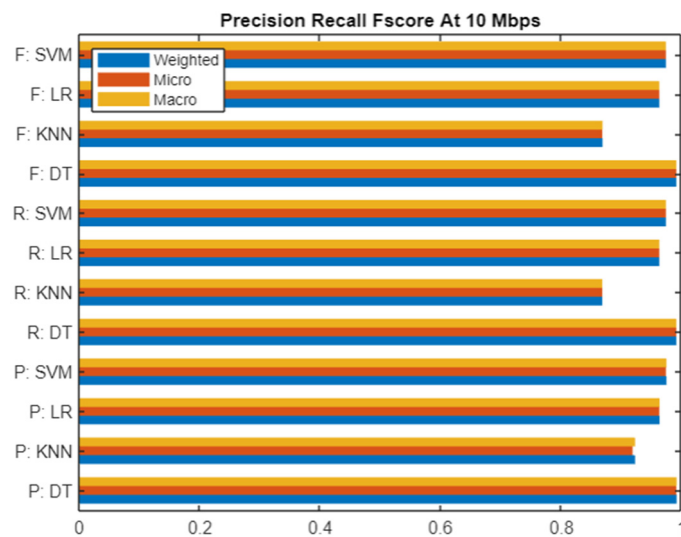 Precision Recall Fscore At 10 Mbps
F: SVM
F: LR
F: KNN
F: DT
R: SVM
R: LR
R: KNN
R: DT
P: SVM
P: LR
P: KNN
P: DT
Weighted
Micro
Macro
0 0.2 0.4 0.6 0.8 1